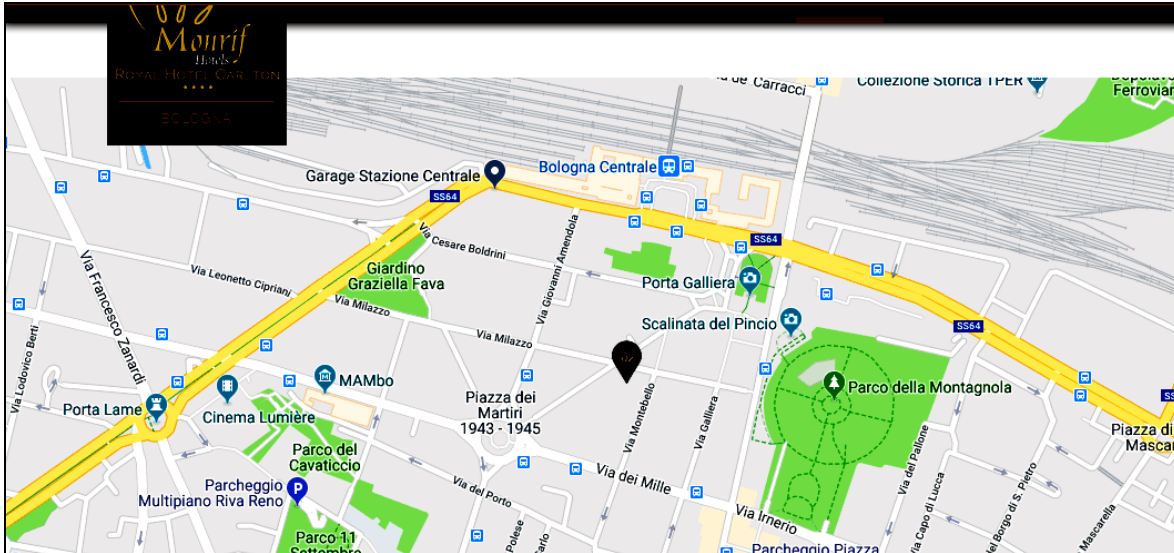 Monrif
Hotels
ROYAL HOTEL CARLTON
BOLOGNA
de' Carracci
Collezione Storica TPER
Ferroviar
Garage Stazione Centrale
Bologna Centrale
SS64
SS64
Via Cesare Boldrini
Via Giovanni Amendola
Giardino
Graziella Fava
Via Leonetto Cipriani
Via Francesco Zanardi
Porta Galliera
Via Milazzo
Scalinata del Pincio
SS64
Via Milazzo
Via Lodovico Berti
MAMbo
Parco della Montagnola
Porta Lame
Cinema Lumière
Piazza dei
Martiri
1943 - 1945
Via Montebello
Via Galliera
Piazza di
Mascar
Parco del
Cavaticcio
Via dei Mille
Via del Pallone
Via Capo di Lucca
Via del Borgo di S. Pietro
Mascarella
Parcheggio
Multipiano Riva Reno
P
Via del Porto
Via Irnerio
Polese
Carlo
Parco 11
Settembre
Parcheggio Piazza